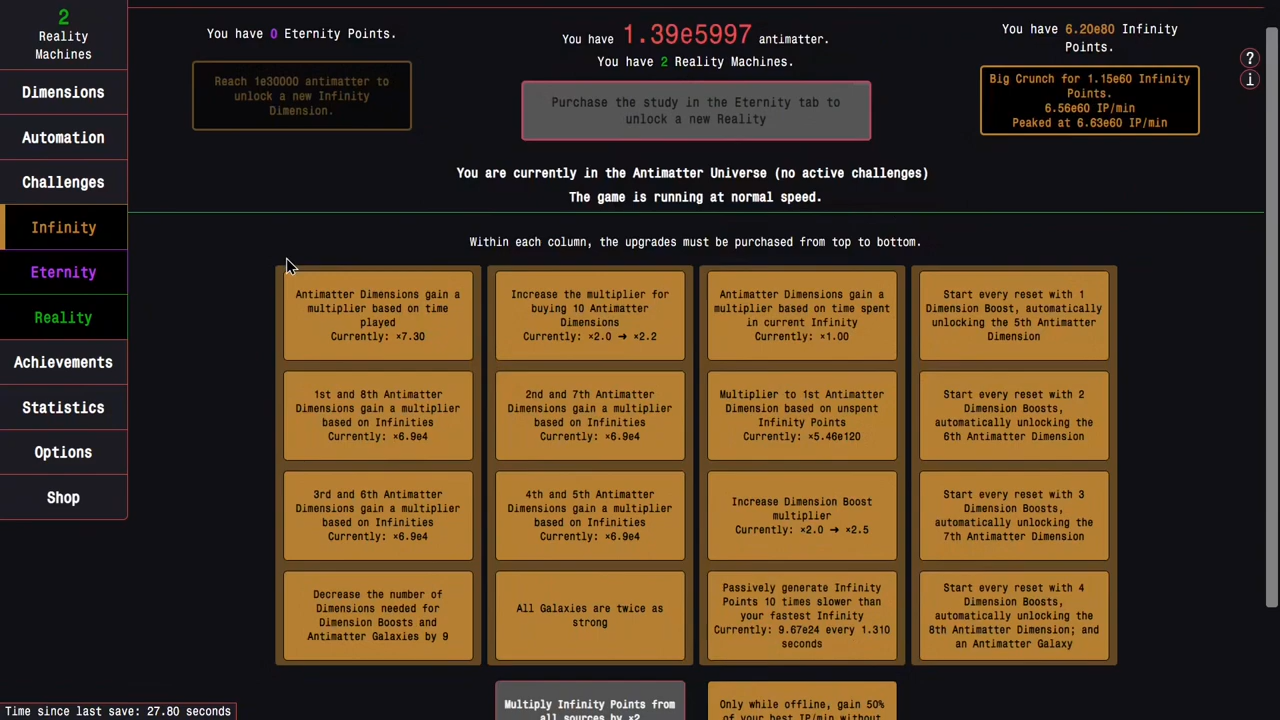 2
Reality
Machines
Dimensions
Automation
Challenges
Infinity
Eternity
Reality
Achievements
Statistics
Options
Shop
You have 0 Eternity Points.
Reach 1e30000 antimatter to
unlock a new Infinity
Dimension.
You have 1.39e5997 antimatter.
You have 2 Reality Machines.
Purchase the study in the Eternity tab to
unlock a new Reality
You have 6.20e80 Infinity
Points.
Big Crunch for 1.15e60 Infinity
Points.
6.56e60 IP/min
Peaked at 6.63e60 IP/min
?
i
You are currently in the Antimatter Universe (no active challenges)
The game is running at normal speed.
Within each column, the upgrades must be purchased from top to bottom.
Antimatter Dimensions gain a
multiplier based on time
played
Currently: ×7.30
Increase the multiplier for
buying 10 Antimatter
Dimensions
Currently: ×2.0 → ×2.2
Antimatter Dimensions gain a
multiplier based on time spent
in current Infinity
Currently: ×1.00
Start every reset with 1
Dimension Boost, automatically
unlocking the 5th Antimatter
Dimension
1st and 8th Antimatter
Dimensions gain a multiplier
based on Infinities
Currently: ×6.9e4
2nd and 7th Antimatter
Dimensions gain a multiplier
based on Infinities
Currently: ×6.9e4
Multiplier to 1st Antimatter
Dimension based on unspent
Infinity Points
Currently: ×5.46e120
Start every reset with 2
Dimension Boosts,
automatically unlocking the
6th Antimatter Dimension
3rd and 6th Antimatter
Dimensions gain a multiplier
based on Infinities
Currently: ×6.9e4
4th and 5th Antimatter
Dimensions gain a multiplier
based on Infinities
Currently: ×6.9e4
Increase Dimension Boost
multiplier
Currently: ×2.0 → ×2.5
Start every reset with 3
Dimension Boosts,
automatically unlocking the
7th Antimatter Dimension
Decrease the number of
Dimensions needed for
Dimension Boosts and
Antimatter Galaxies by 9
All Galaxies are twice as
strong
Passively generate Infinity
Points 10 times slower than
your fastest Infinity
Currently: 9.67e24 every 1.310
seconds
Start every reset with 4
Dimension Boosts,
automatically unlocking the
8th Antimatter Dimension; and
an Antimatter Galaxy
Multiply Infinity Points from
all sources by ×2
Only while offline, gain 50%
of your best IP/min without
Time since last save: 27.80 seconds